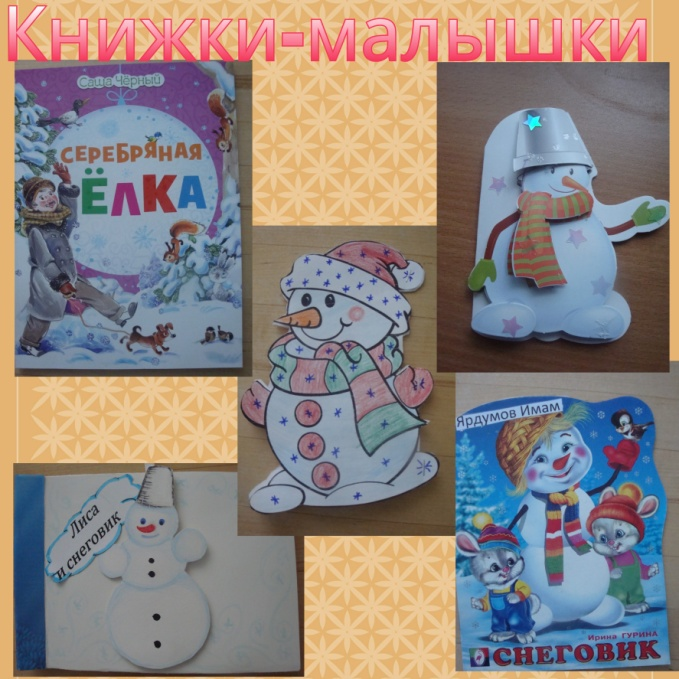 Книжки-малышки
Саша Чёрный
СЕРЕБРЯНАЯ
ЁЛКА
Ярдумов Имам
Лиса
и снеговик
Ирина ГУРИНА
СНЕГОВИК